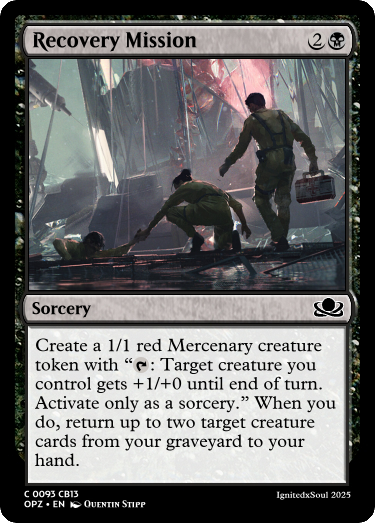 Recovery Mission 2
Sorcery
Create a 1/1 red Mercenary creature
token with “: Target creature you
control gets +1/+0 until end of turn.
Activate only as a sorcery.” When you
do, return up to two target creature
cards from your graveyard to your
hand.
C 0093 CB13
OPZ • EN Quentin Stipp
IgnitedxSoul 2025